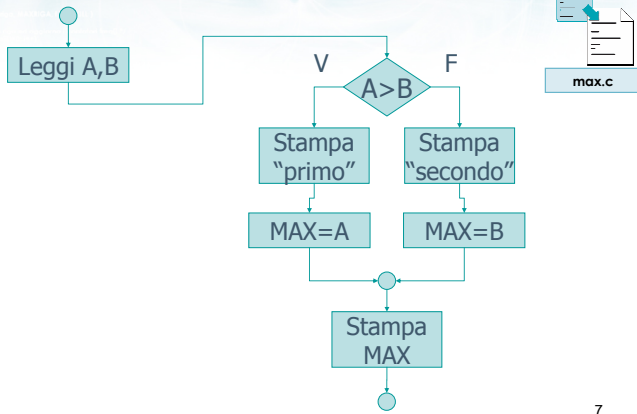 Leggi A,B
V
F
A>B
max.c
Stampa
“primo”
Stampa
“secondo”
MAX=A
MAX=B
Stampa
MAX
7